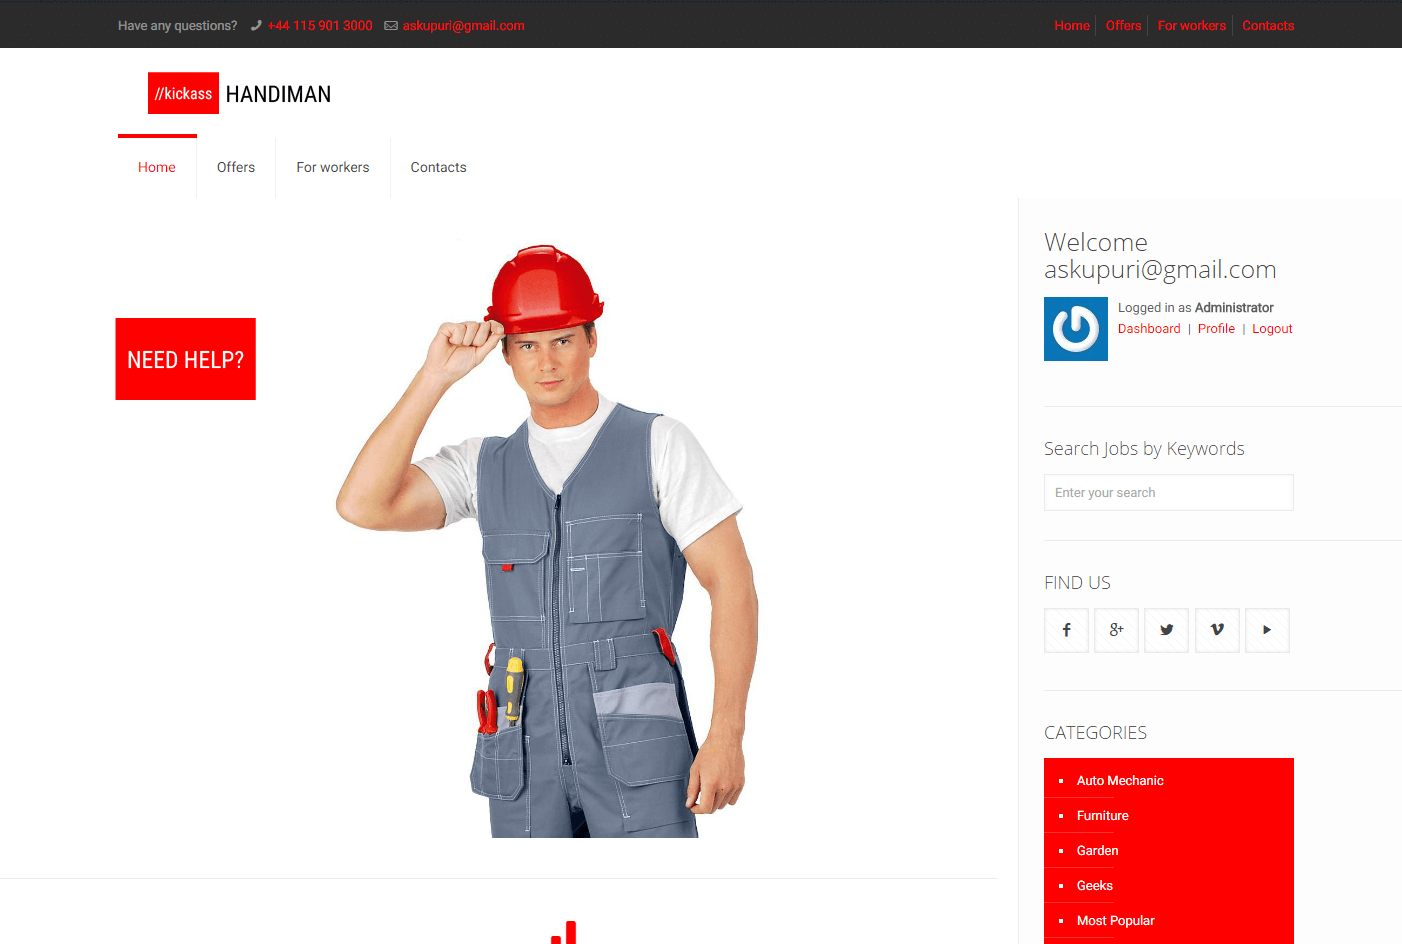 Have any questions? +44 115 901 3000 askupuri@gmail.com
Home Offers For workers Contacts
//kickass HANDIMAN
Home Offers For workers Contacts
NEED HELP?
Welcome
askupuri@gmail.com
Logged in as Administrator
Dashboard | Profile | Logout
Search Jobs by Keywords
Enter your search
FIND US
CATEGORIES
Auto Mechanic
Furniture
Garden
Geeks
Most Popular